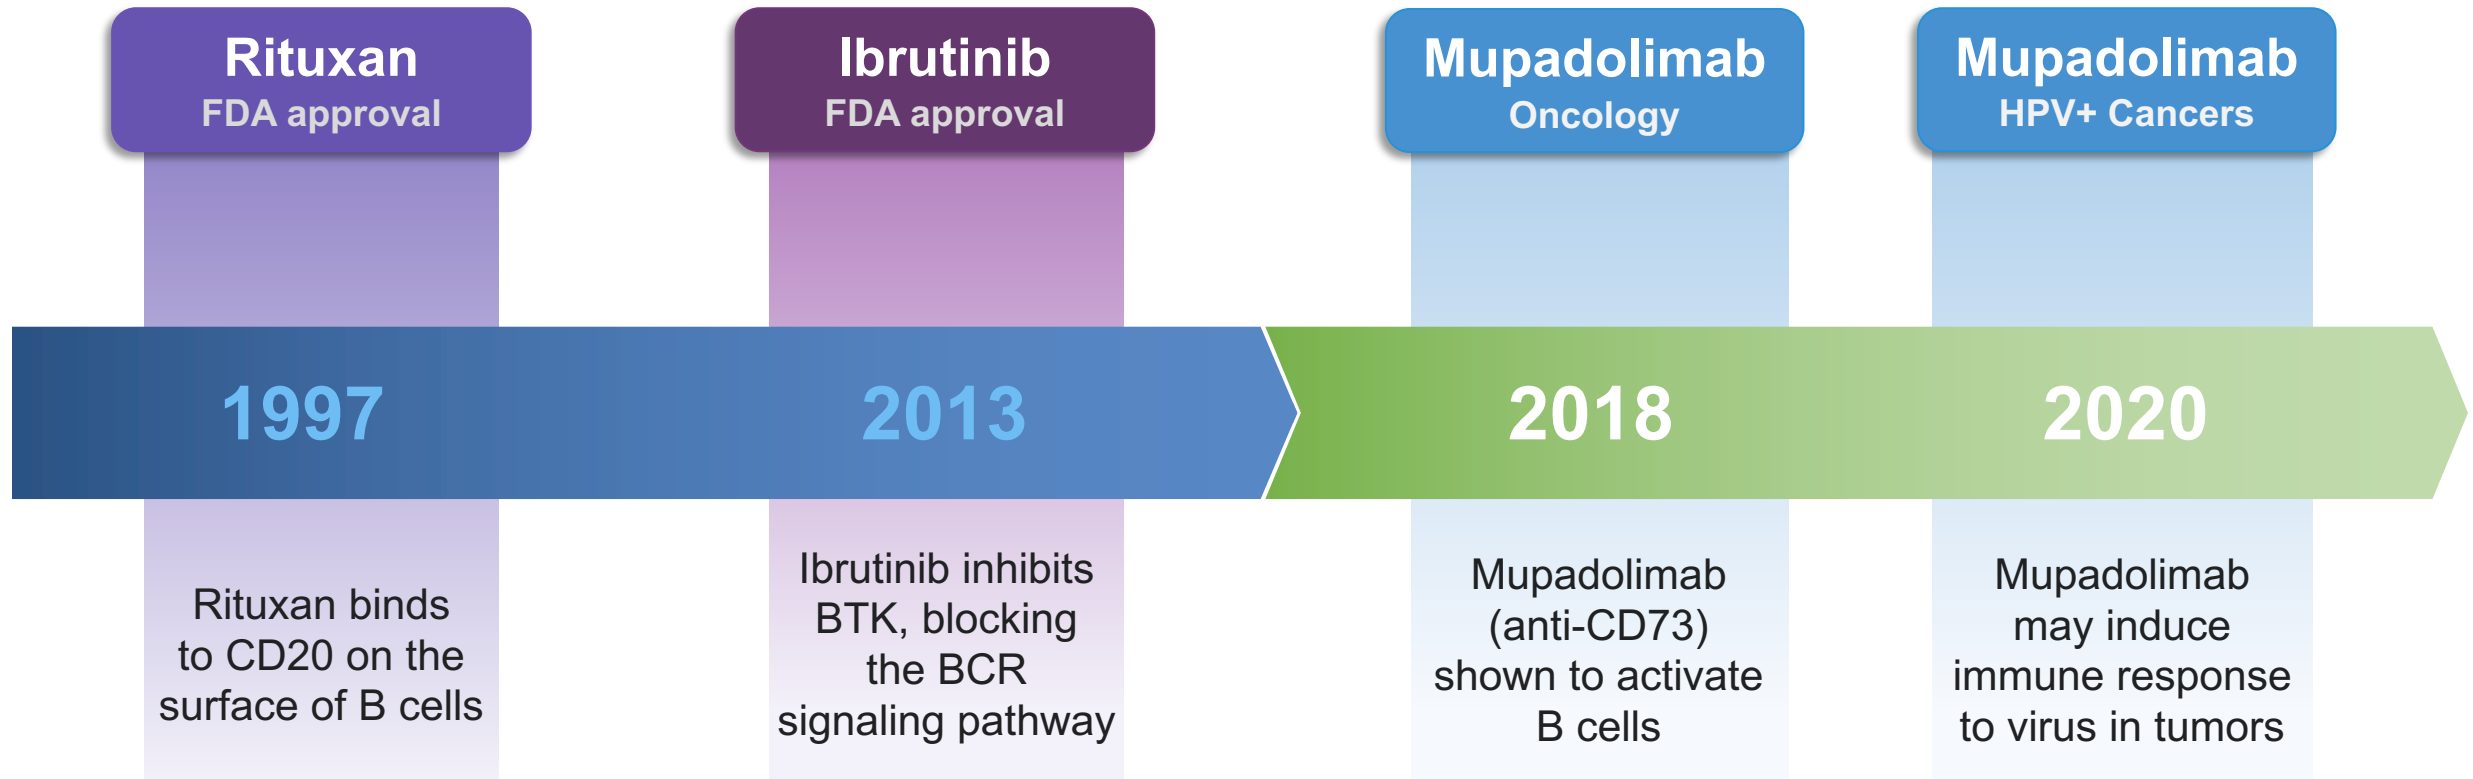 Rituxan
FDA approval
Ibrutinib
FDA approval
Mupadolimab
Oncology
Mupadolimab
HPV+ Cancers
1997
2013
2018
2020
Rituxan binds
to CD20 on the
surface of B cells
Ibrutinib inhibits
BTK, blocking
the BCR
signaling pathway
Mupadolimab
(anti-CD73)
shown to activate
B cells
Mupadolimab
may induce
immune response
to virus in tumors